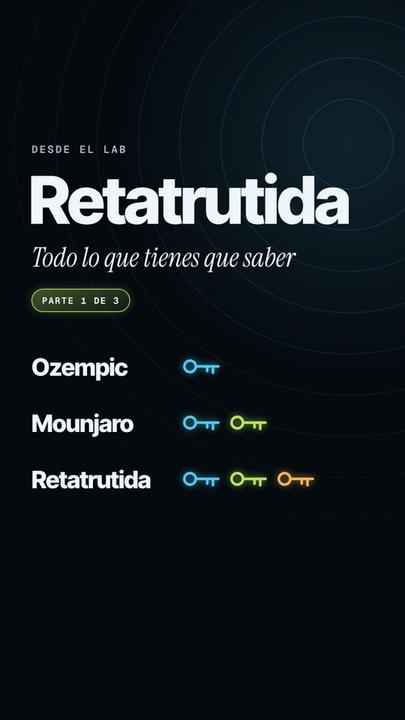 DESDE EL LAB
Retatrutida
Todo lo que tienes que saber
PARTE 1 DE 3
Ozempic
Mounjaro
Retatrutida